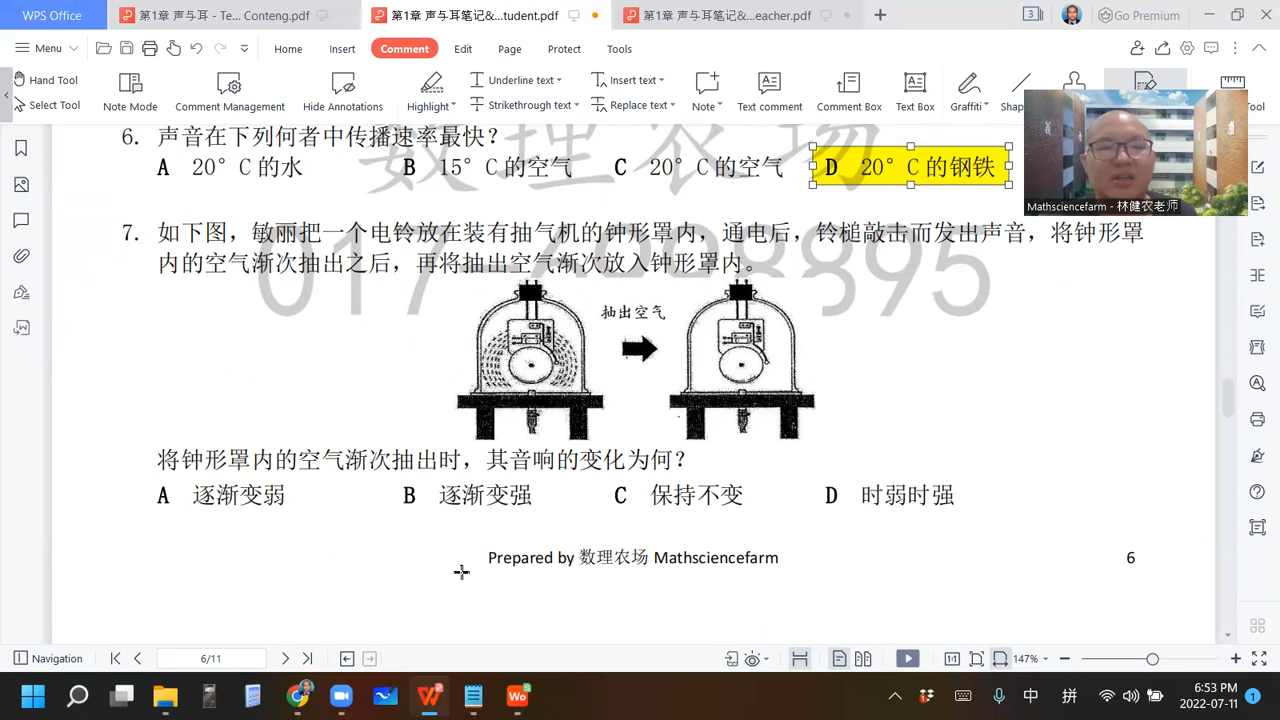 WPS Office
第1章 声与耳 - Te... Conteng.pdf
第1章 声与耳笔记&...tudent.pdf
第1章 声与耳笔记&...eacher.pdf
3
Go Premium
Menu
Home
Insert
Comment
Edit
Page
Protect
Tools
Hand Tool
Select Tool
Note Mode
Comment Management
Hide Annotations
Highlight
Underline text
Strikethrough text
Insert text
Replace text
Note
Text comment
Comment Box
Text Box
Graffiti
Shap
Mathsciencefarm - 林健农老师
数理农场
6. 声音在下列何者中传播速率最快？
A 20° C 的水 B 15° C 的空气 C 20° C 的空气 D 20° C 的钢铁
7. 如下图，敏丽把一个电铃放在装有抽气机的钟形罩内，通电后，铃槌敲击而发出声音，将钟形罩
内的空气渐次抽出之后，再将抽出空气渐次放入钟形罩内。
抽出空气
将钟形罩内的空气渐次抽出时，其音响的变化为何？
A 逐渐变弱 B 逐渐变强 C 保持不变 D 时弱时强
Prepared by 数理农场 Mathsciencefarm 6
Navigation
6/11
147%
中
拼
6:53 PM
2022-07-11
1